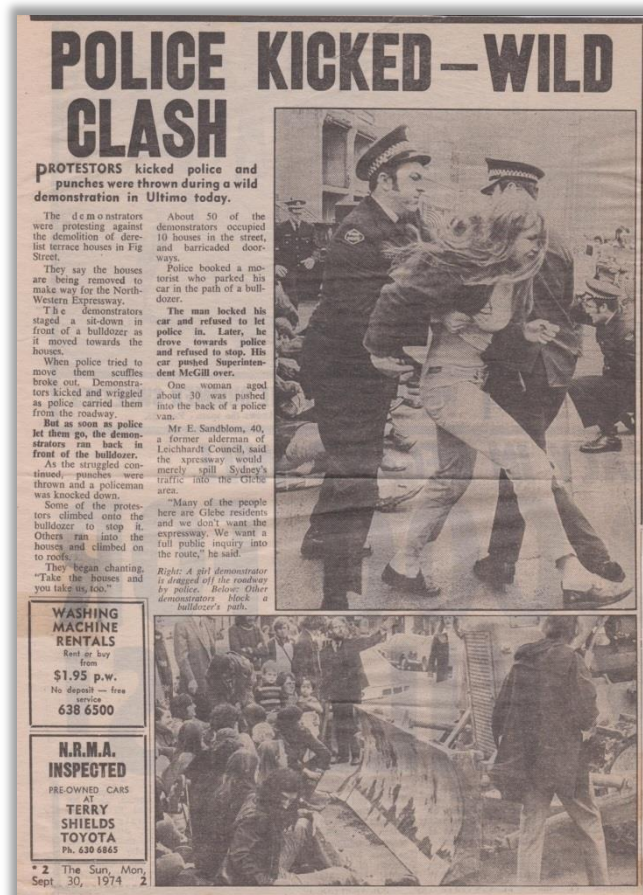 POLICE KICKED — WILD
CLASH
PROTESTORS kicked police and
punches were thrown during a wild
demonstration in Ultimo today.
The demonstrators
were protesting against
the demolition of dere-
list terrace houses in Fig
Street.
They say the houses
are being removed to
make way for the North-
Western Expressway.
The demonstrators
staged a sit-down in
front of a bulldozer as
it moved towards the
houses.
When police tried to
move them scuffles
broke out. Demonstra-
tors kicked and wriggled
as police carried them
from the roadway.
But as soon as police
let them go, the demon-
strators ran back in
front of the bulldozer.
As the struggled con-
tinued, punches were
thrown and a policeman
was knocked down.
Some of the protes-
tors climbed onto the
bulldozer to stop it.
Others ran into the
houses and climbed on
to roofs.
They began chanting,
"Take the houses and
you take us, too."
About 50 of the
demonstrators occupied
10 houses in the street,
and barricaded door-
ways.
Police booked a mo-
torist who parked his
car in the path of a bull-
dozer.
The man locked his
car and refused to let
police in. Later, he
drove towards police
and refused to stop. His
car pushed Superinten-
dent McGill over.
One woman aged
about 30 was pushed
into the back of a police
van.
Mr E. Sandblom, 40,
a former alderman of
Leichhardt Council, said
the xpressway would
merely spill Sydney's
traffic into the Glebe
area.
"Many of the people
here are Glebe residents
and we don't want the
expressway. We want a
full public inquiry into
the route," he said.
Right: A girl demonstrator
is dragged off the roadway
by police. Below: Other
demonstrators block a
bulldozer's path.
WASHING
MACHINE
RENTALS
Rent or buy
from
$1.95 p.w.
No deposit — free
service
638 6500
N.R.M.A.
INSPECTED
PRE-OWNED CARS
AT
TERRY
SHIELDS
TOYOTA
Ph. 630 6865
* 2 The Sun, Mon,
Sept 30, 1974 2